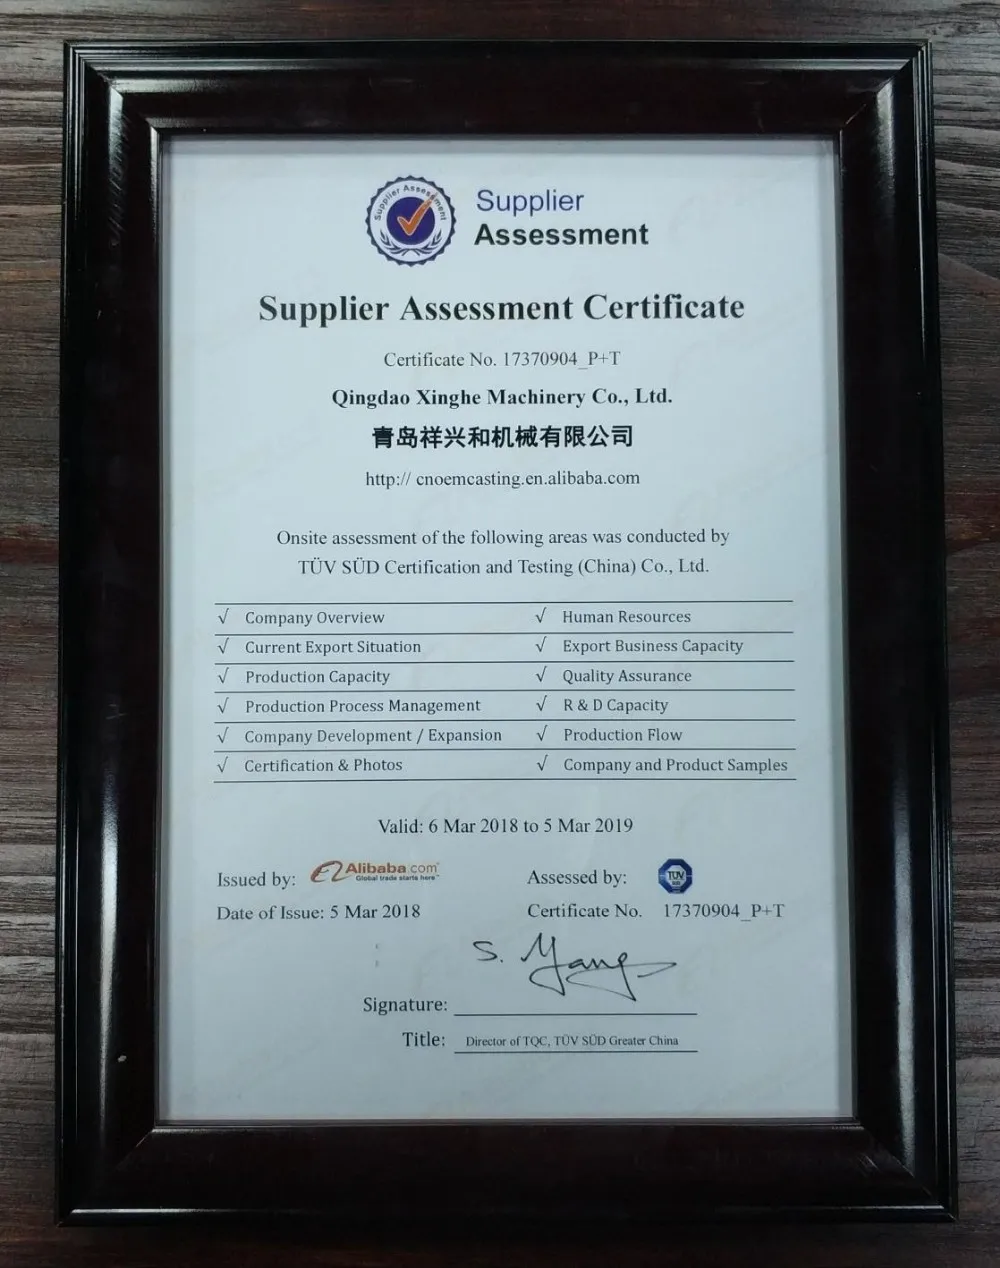 Supplier Assessment
Supplier
Assessment
Supplier Assessment Certificate
Certificate No. 17370904_P+T
Qingdao Xinghe Machinery Co., Ltd.
青岛祥兴和机械有限公司
http:// cnoemcasting.en.alibaba.com
Onsite assessment of the following areas was conducted by
TÜV SÜD Certification and Testing (China) Co., Ltd.
√ Company Overview √ Human Resources
√ Current Export Situation √ Export Business Capacity
√ Production Capacity √ Quality Assurance
√ Production Process Management √ R & D Capacity
√ Company Development / Expansion √ Production Flow
√ Certification & Photos √ Company and Product Samples
Valid: 6 Mar 2018 to 5 Mar 2019
Issued by: Alibaba.com Assessed by: TÜV
Global trade starts here™ SÜD
Date of Issue: 5 Mar 2018 Certificate No. 17370904_P+T
S. Yang
Signature:
Title: Director of TQC, TÜV SÜD Greater China